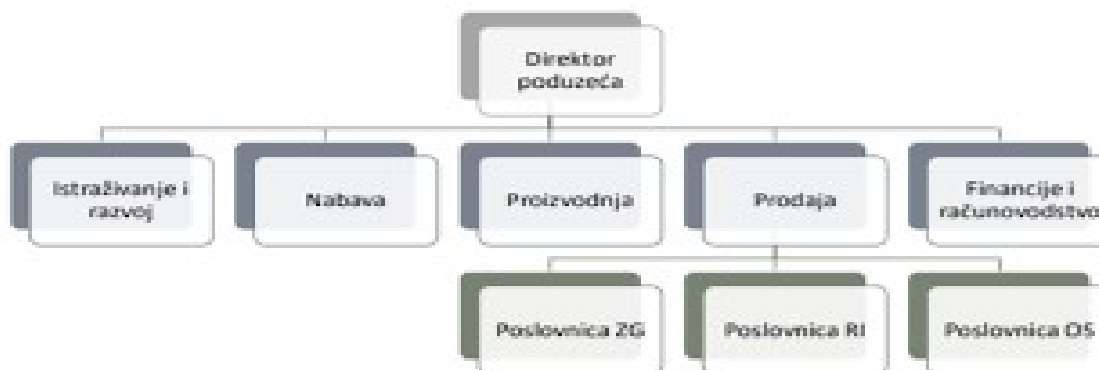 Direktor
poduzeća
Istraživanje i
razvoj
Nabava
Proizvodnja
Prodaja
Financije i
računovodstvo
Poslovnica ZG
Poslovnica RI
Poslovnica OS